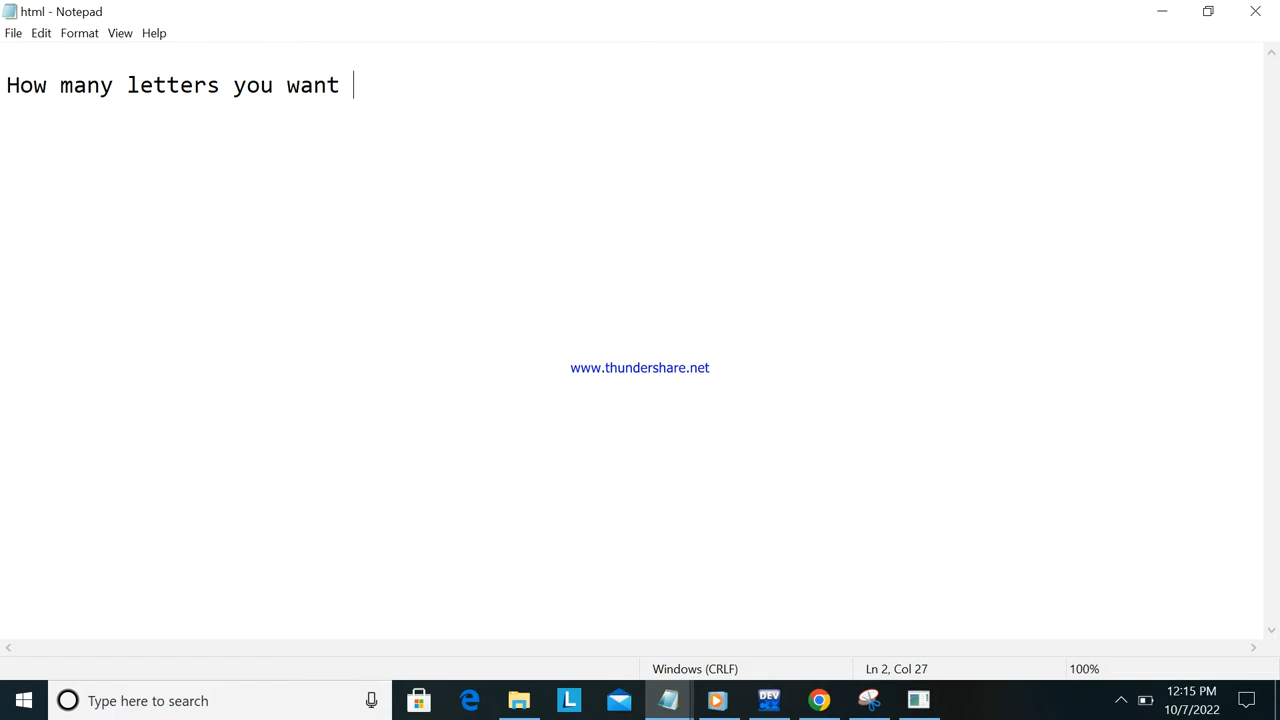 html - Notepad
File Edit Format View Help
How many letters you want
www.thundershare.net
Windows (CRLF) Ln 2, Col 27 100%
L DEV
Type here to search 12:15 PM
10/7/2022